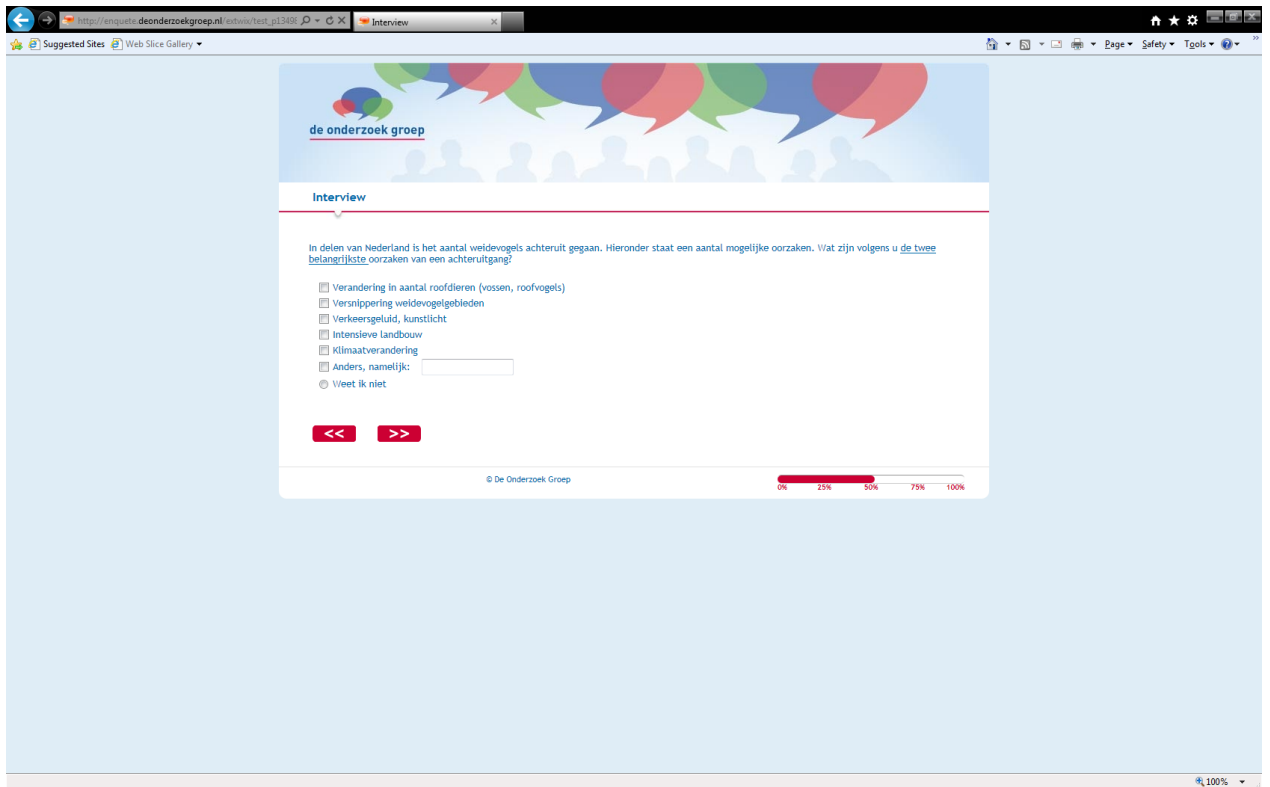 http://enquete.deonderzoekgroep.nl/extwix/test_p1349
Interview
Suggested Sites
Web Slice Gallery
Page
Safety
Tools
de onderzoek groep
Interview
In delen van Nederland is het aantal weidevogels achteruit gegaan. Hieronder staat een aantal mogelijke oorzaken. Wat zijn volgens u de twee
belangrijkste oorzaken van een achteruitgang?
Verandering in aantal roofdieren (vossen, roofvogels)
Versnippering weidevogelgebieden
Verkeersgeluid, kunstlicht
Intensieve landbouw
Klimaatverandering
Anders, namelijk:
Weet ik niet
<< >>
© De Onderzoek Groep
0% 25% 50% 75% 100%
100%